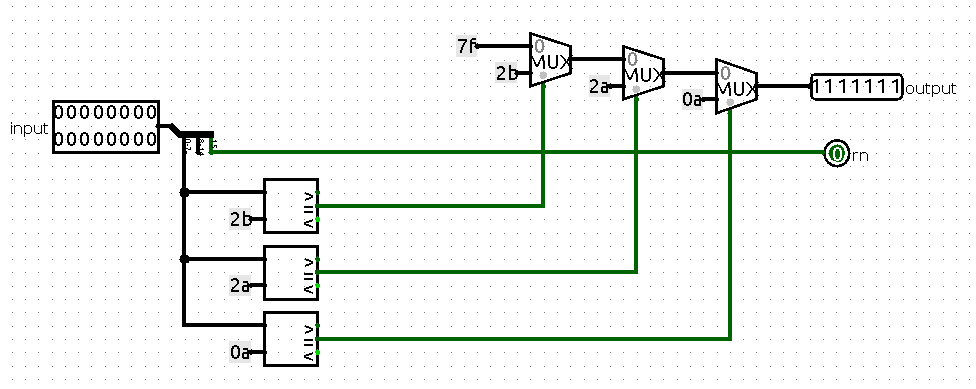 7f
0
MUX
2b
0
MUX
2a
0
MUX
0a
1111111
output
input
00000000
00000000
0
rn
2b
2a
0a